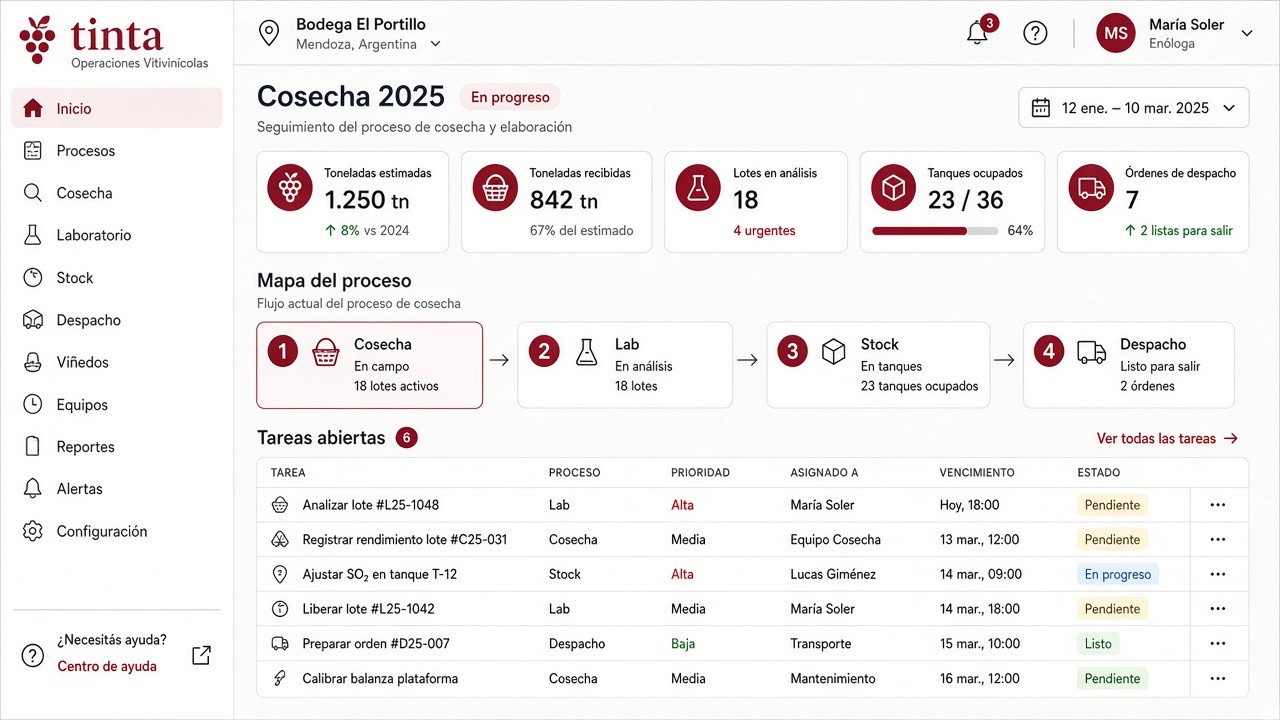 tinta
Operaciones Vitivinícolas
Inicio
Procesos
Cosecha
Laboratorio
Stock
Despacho
Viñedos
Equipos
Reportes
Alertas
Configuración
¿Necesitás ayuda?
Centro de ayuda
Bodega El Portillo
Mendoza, Argentina
3
MS
María Soler
Enóloga
Cosecha 2025
En progreso
Seguimiento del proceso de cosecha y elaboración
12 ene. – 10 mar. 2025
Toneladas estimadas
1.250 tn
↑ 8% vs 2024
Toneladas recibidas
842 tn
67% del estimado
Lotes en análisis
18
4 urgentes
Tanques ocupados
23 / 36
64%
Órdenes de despacho
7
↑ 2 listas para salir
Mapa del proceso
Flujo actual del proceso de cosecha
1
Cosecha
En campo
18 lotes activos
2
Lab
En análisis
18 lotes
3
Stock
En tanques
23 tanques ocupados
4
Despacho
Listo para salir
2 órdenes
Tareas abiertas 6
Ver todas las tareas →
TAREA PROCESO PRIORIDAD ASIGNADO A VENCIMIENTO ESTADO
Analizar lote #L25-1048 Lab Alta María Soler Hoy, 18:00 Pendiente
Registrar rendimiento lote #C25-031 Cosecha Media Equipo Cosecha 13 mar., 12:00 Pendiente
Ajustar SO₂ en tanque T-12 Stock Alta Lucas Giménez 14 mar., 09:00 En progreso
Liberar lote #L25-1042 Lab Media María Soler 14 mar., 18:00 Pendiente
Preparar orden #D25-007 Despacho Baja Transporte 15 mar., 10:00 Listo
Calibrar balanza plataforma Cosecha Media Mantenimiento 16 mar., 12:00 Pendiente